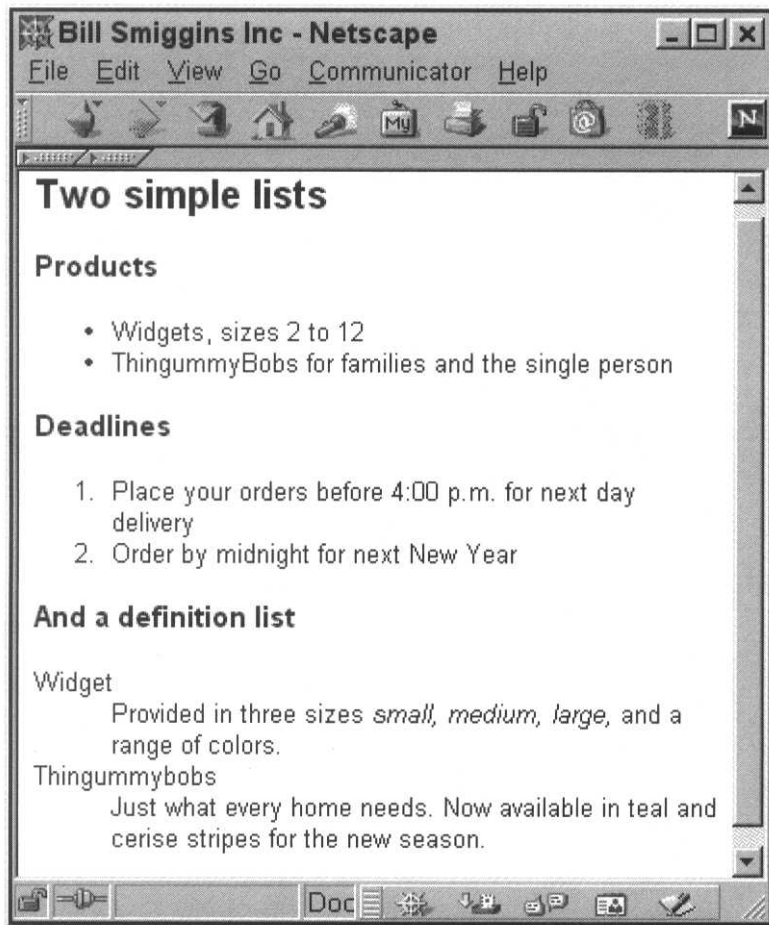 Bill Smiggins Inc - Netscape
File Edit View Go Communicator Help
My
@
N
Two simple lists
Products
• Widgets, sizes 2 to 12
• ThingummyBobs for families and the single person
Deadlines
1. Place your orders before 4:00 p.m. for next day
delivery
2. Order by midnight for next New Year
And a definition list
Widget
Provided in three sizes small, medium, large, and a
range of colors.
Thingummybobs
Just what every home needs. Now available in teal and
cerise stripes for the new season.
Doc